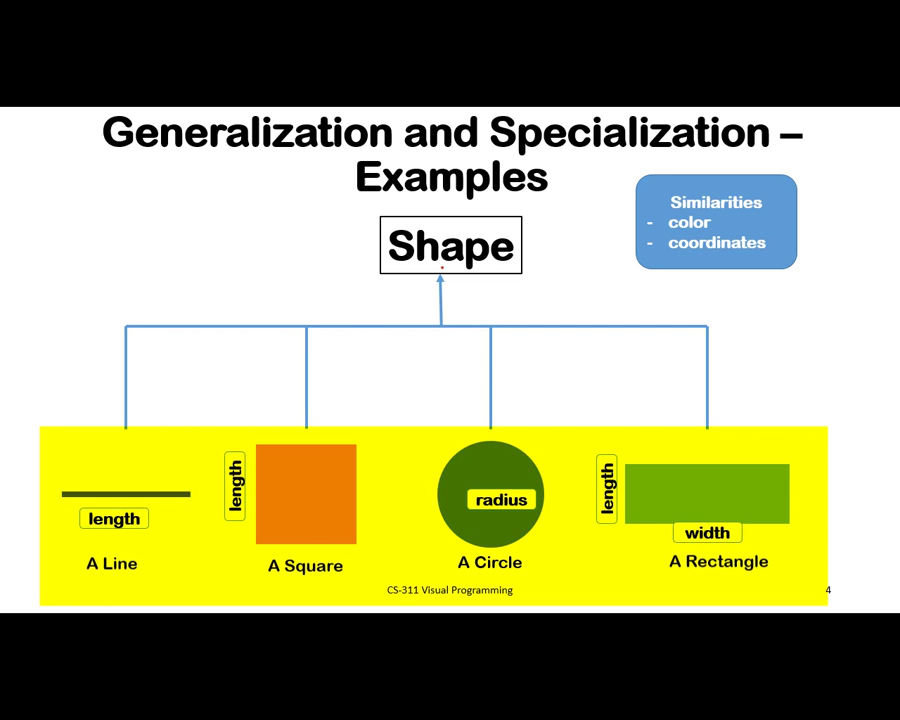 Generalization and Specialization –
Examples
Similarities
- color
- coordinates
Shape
length
length
radius
length
width
A Line
A Square
A Circle
A Rectangle
CS-311 Visual Programming
4